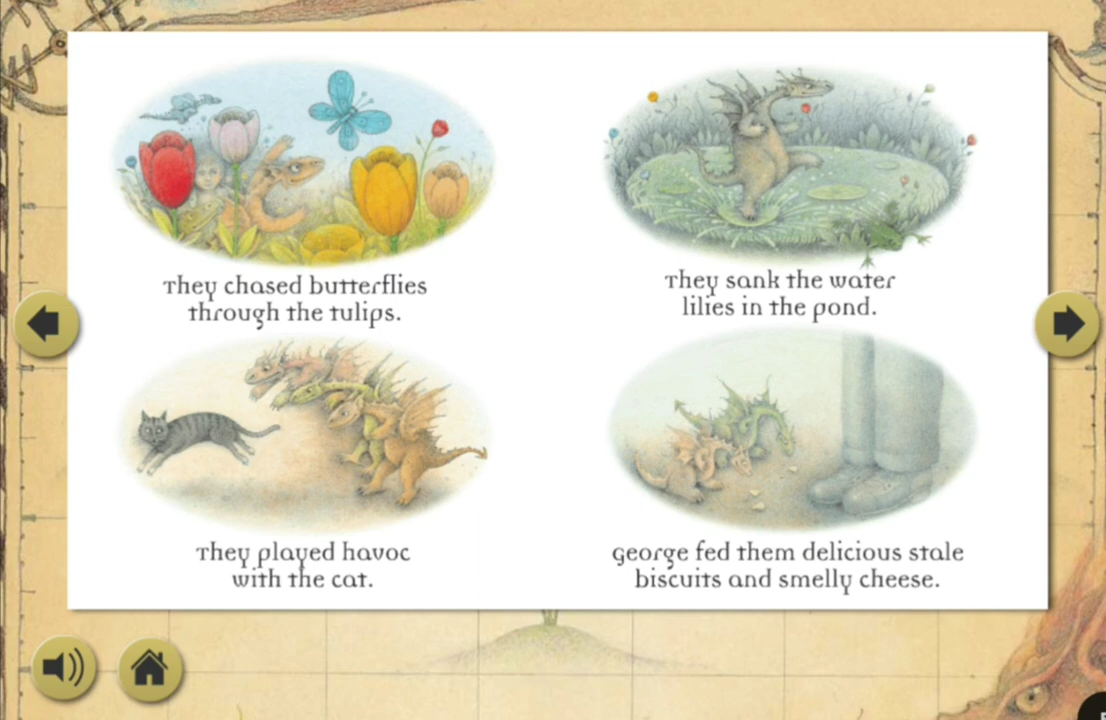 They chased butterflies
through the tulips.
They sank the water
lilies in the pond.
They played havoc
with the cat.
george fed them delicious stale
biscuits and smelly cheese.